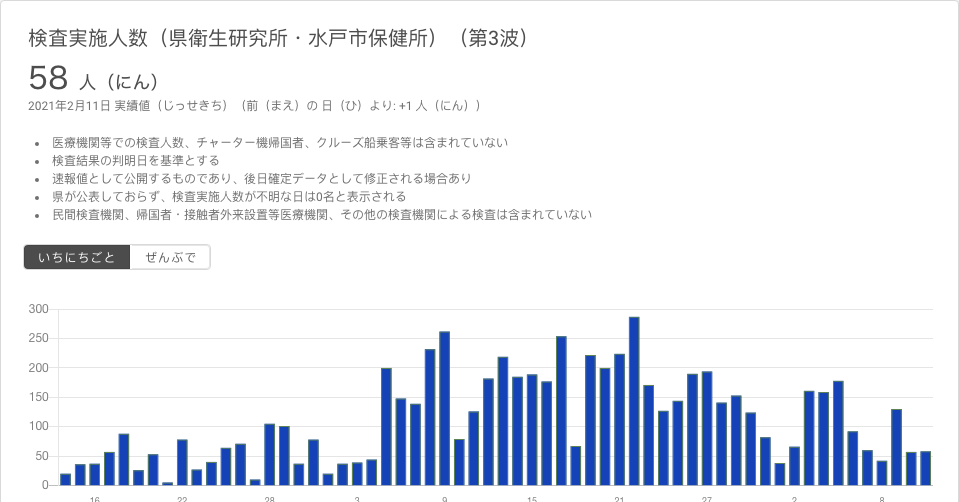 検査実施人数（県衛生研究所・水戸市保健所）（第3波）
58 人（にん）
2021年2月11日 実績値（じっせきち）（前（まえ）の 日（ひ）より: +1 人（にん））
• 医療機関等での検査人数、チャーター機帰国者、クルーズ船乗客等は含まれていない
• 検査結果の判明日を基準とする
• 速報値として公開するものであり、後日確定データとして修正される場合あり
• 県が公表しておらず、検査実施人数が不明な日は0名と表示される
• 民間検査機関、帰国者・接触者外来設置等医療機関、その他の検査機関による検査は含まれていない
いちにちごと ぜんぶで
300
250
200
150
100
50
0
16 22 28 3 9 15 21 27 2 8